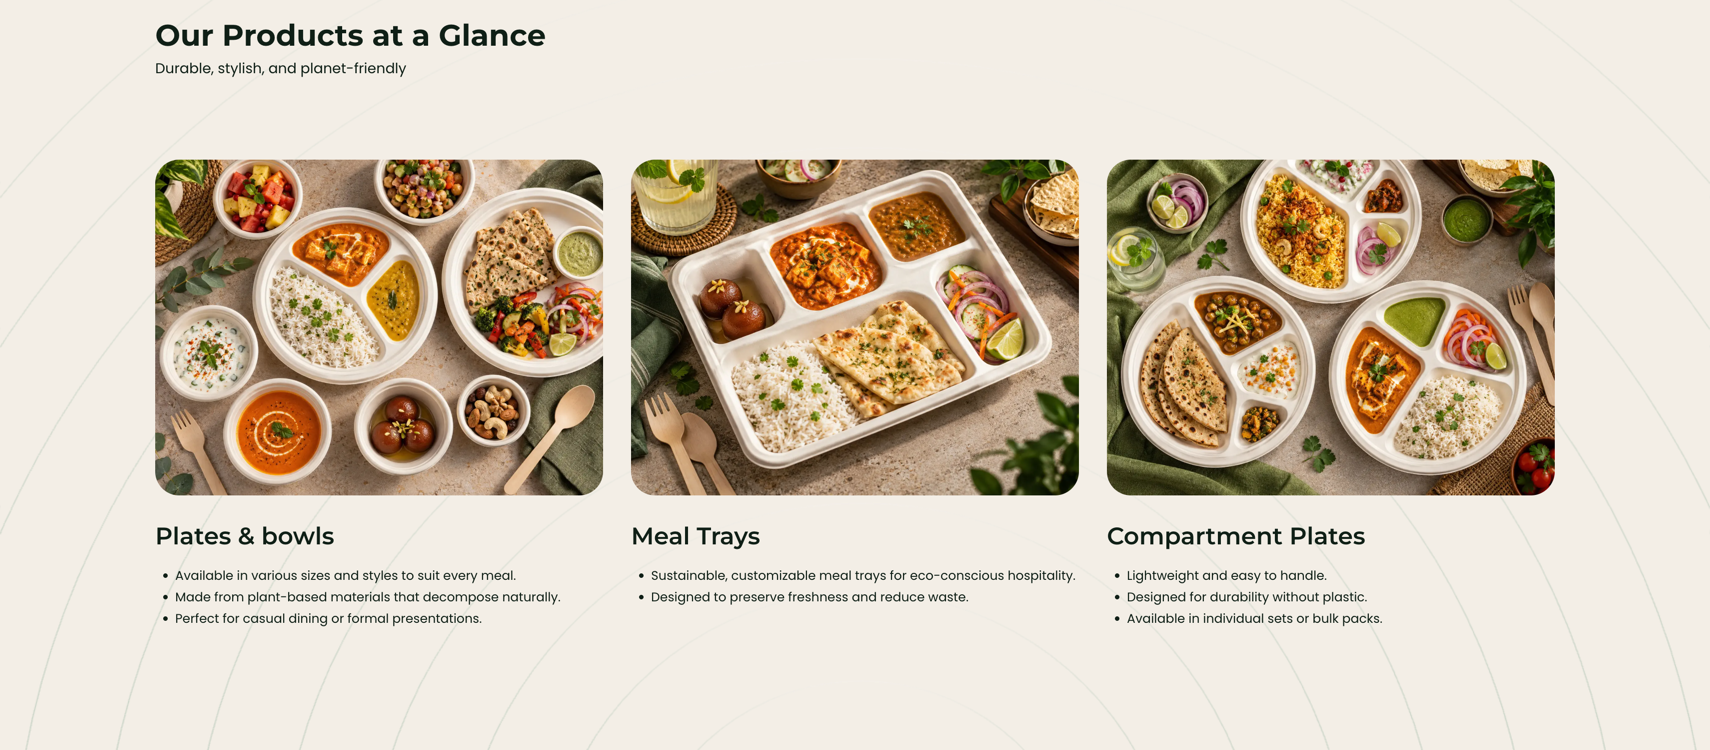 Our Products at a Glance
Durable, stylish, and planet-friendly
Plates & bowls
• Available in various sizes and styles to suit every meal.
• Made from plant-based materials that decompose naturally.
• Perfect for casual dining or formal presentations.
Meal Trays
• Sustainable, customizable meal trays for eco-conscious hospitality.
• Designed to preserve freshness and reduce waste.
Compartment Plates
• Lightweight and easy to handle.
• Designed for durability without plastic.
• Available in individual sets or bulk packs.